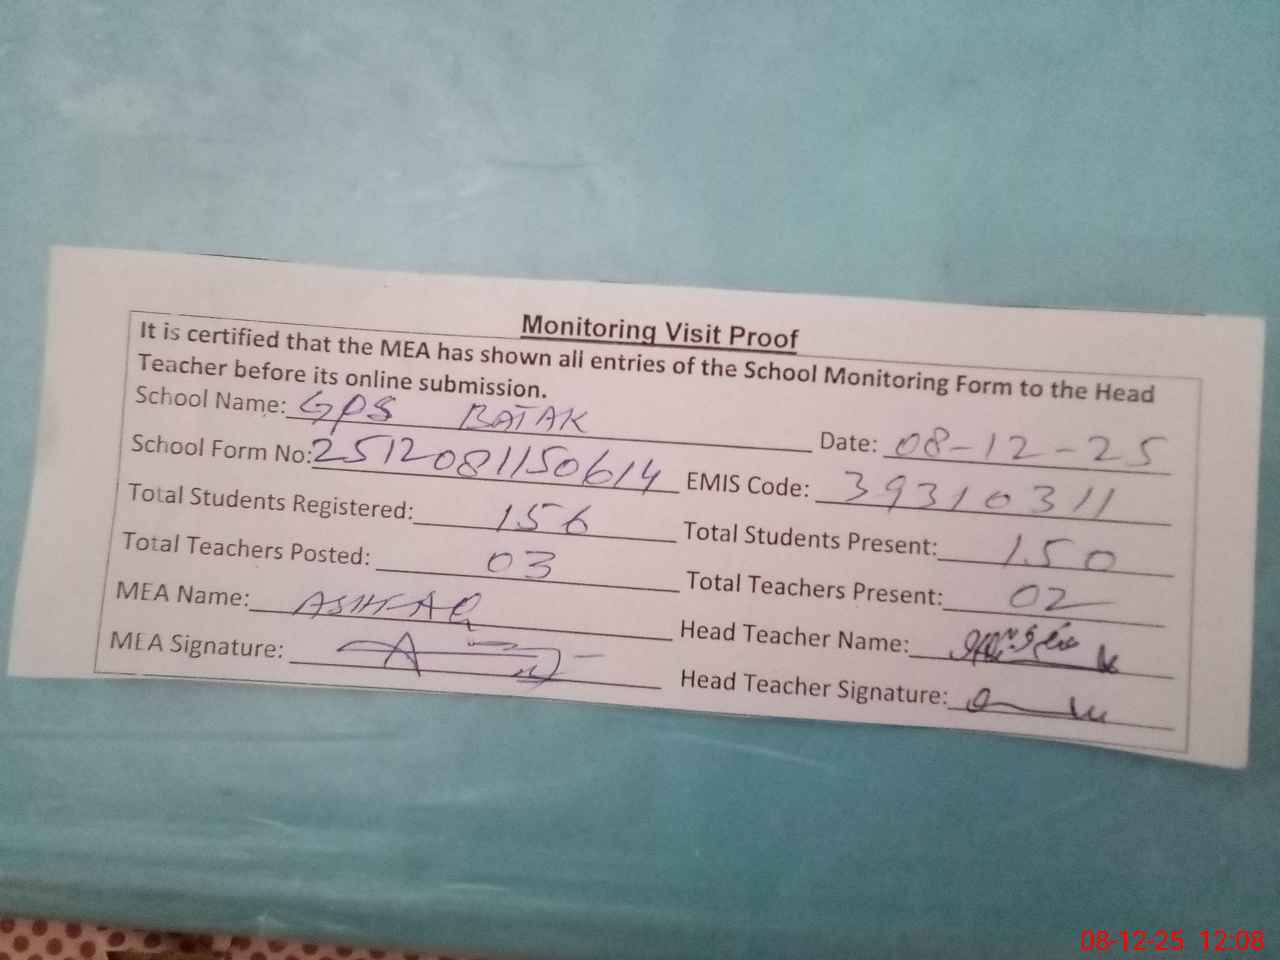 Monitoring Visit Proof
It is certified that the MEA has shown all entries of the School Monitoring Form to the Head
Teacher before its online submission.
School Name: GPS BATAK Date: 08-12-25
School Form No: 2512081150614 EMIS Code: 39310311
Total Students Registered: 156 Total Students Present: 150
Total Teachers Posted: 03 Total Teachers Present: 02
MEA Name: ASHFAQ Head Teacher Name:
MEA Signature: Head Teacher Signature:
08-12-25 12:08